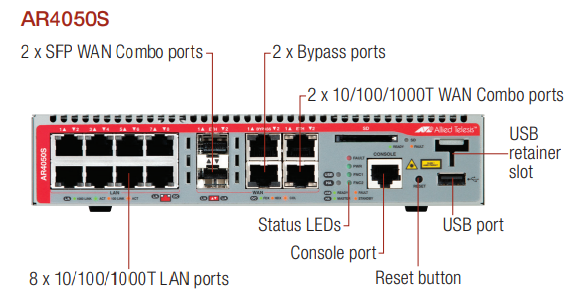 AR4050S
2 x SFP WAN Combo ports
2 x Bypass ports
2 x 10/100/1000T WAN Combo ports
USB
retainer
slot
Allied Telesis
SD
CONSOLE
RESET
AR4050S
LAN
WAN
Status LEDs
USB port
Console port
8 x 10/100/1000T LAN ports
Reset button